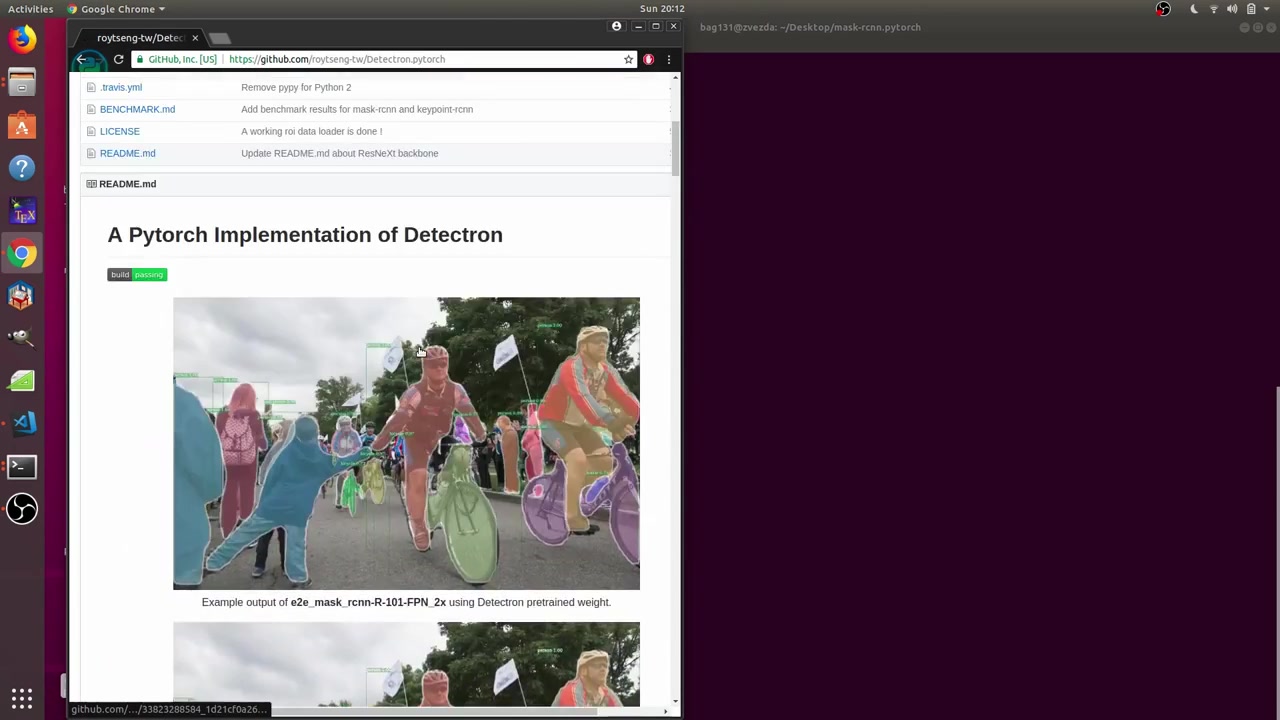 Activities
Google Chrome
Sun 20:12
roytseng-tw/Detect
GitHub, Inc. [US]
https://github.com/roytseng-tw/Detectron.pytorch
bag131@zvezda: ~/Desktop/mask-rcnn.pytorch
.travis.yml
Remove pypy for Python 2
BENCHMARK.md
Add benchmark results for mask-rcnn and keypoint-rcnn
LICENSE
A working roi data loader is done !
README.md
Update README.md about ResNeXt backbone
README.md
A Pytorch Implementation of Detectron
build passing
Example output of e2e_mask_rcnn-R-101-FPN_2x using Detectron pretrained weight.
github.com/.../33823288584_1d21cf0a26...